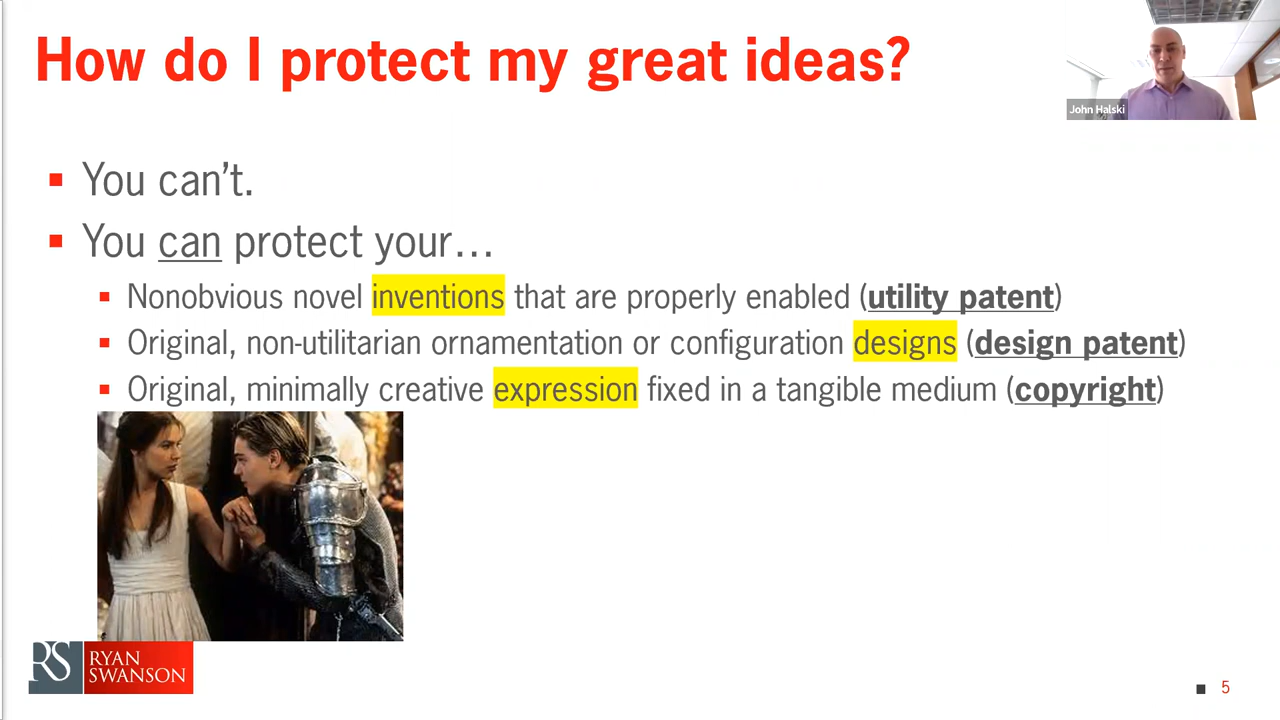 How do I protect my great ideas?
John Halski
You can’t.
You can protect your…
Nonobvious novel inventions that are properly enabled (utility patent)
Original, non-utilitarian ornamentation or configuration designs (design patent)
Original, minimally creative expression fixed in a tangible medium (copyright)
RS
RYAN
SWANSON
5